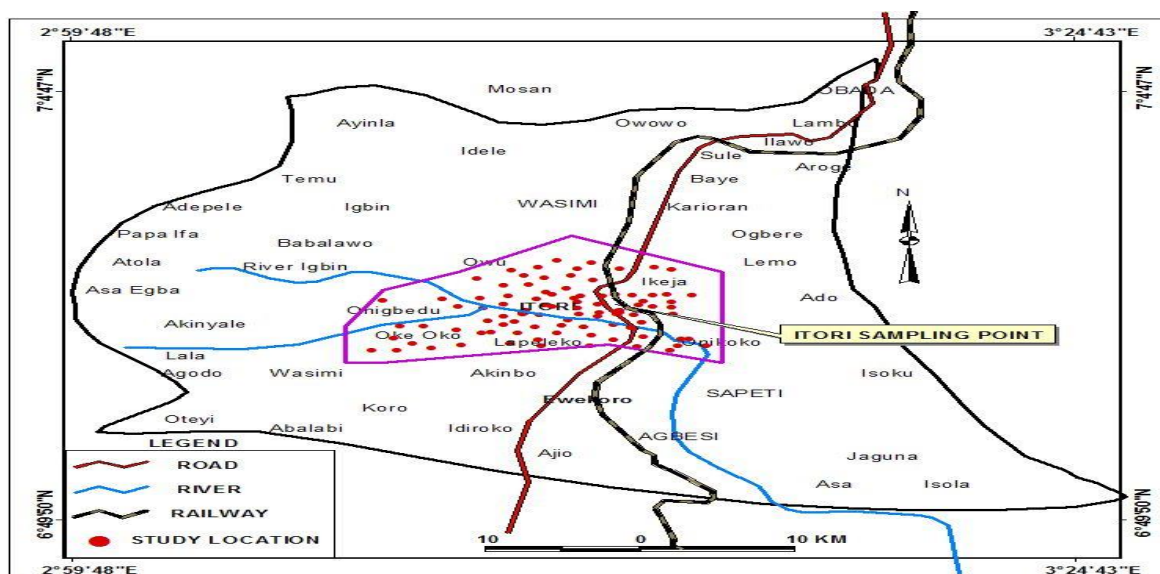 2°59'48"E 3°24'43"E
7°4'47"N 7°4'47"N
Mosan OBADA
Ayinla Owowo Lambo
Idele Ilawo
Sule
Aroge
Temu Baye
Adepele Igbin WASIMI Karioran
N
Papa Ifa Babalawo Ogbere
Atola River Igbin Owu Lemo
Asa Egba Ikeja
Onigbedu ITORI Ado
Akinyale Oke Oko Lapeleko Onikoko ITORI SAMPLING POINT
Lala
Agodo Wasimi Akinbo Isoku
Ewekoro SAPETI
Koro
Oteyi Abalabi Idiroko AGBESI
LEGEND
Ajio Jaguna
ROAD
RIVER Asa Isola
RAILWAY
STUDY LOCATION
6°49'50"N 6°49'50"N
10 0 10 KM
2°59'48"E 3°24'43"E